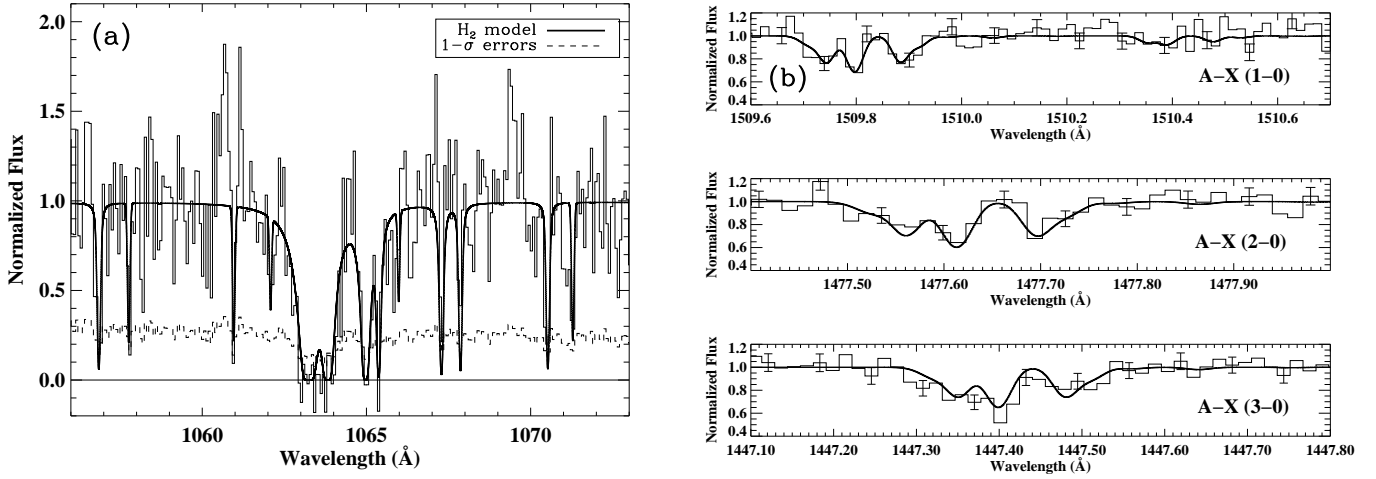 (a)
H₂ model
1-σ errors
2.0
1.5
1.0
0.5
0.0
Normalized Flux
1060
1065
1070
Wavelength (Å)
(b)
1.2
1.0
0.8
0.6
0.4
Normalized Flux
A–X (1–0)
1509.6
1509.8
1510.0
1510.2
1510.4
1510.6
Wavelength (Å)
1.2
1.0
0.8
0.6
0.4
Normalized Flux
A–X (2–0)
1477.50
1477.60
1477.70
1477.80
1477.90
Wavelength (Å)
1.2
1.0
0.8
0.6
0.4
Normalized Flux
A–X (3–0)
1447.10
1447.20
1447.30
1447.40
1447.50
1447.60
1447.70
1447.80
Wavelength (Å)